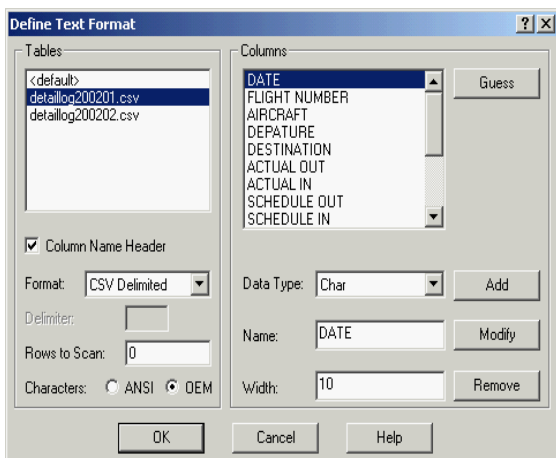 Define Text Format
Tables
<default>
detaillog200201.csv
detaillog200202.csv
Column Name Header
Format: CSV Delimited
Delimiter:
Rows to Scan: 0
Characters: ANSI OEM
Columns
DATE
FLIGHT NUMBER
AIRCRAFT
DEPATURE
DESTINATION
ACTUAL OUT
ACTUAL IN
SCHEDULE OUT
SCHEDULE IN
Guess
Data Type: Char
Add
Name: DATE
Modify
Width: 10
Remove
OK Cancel Help